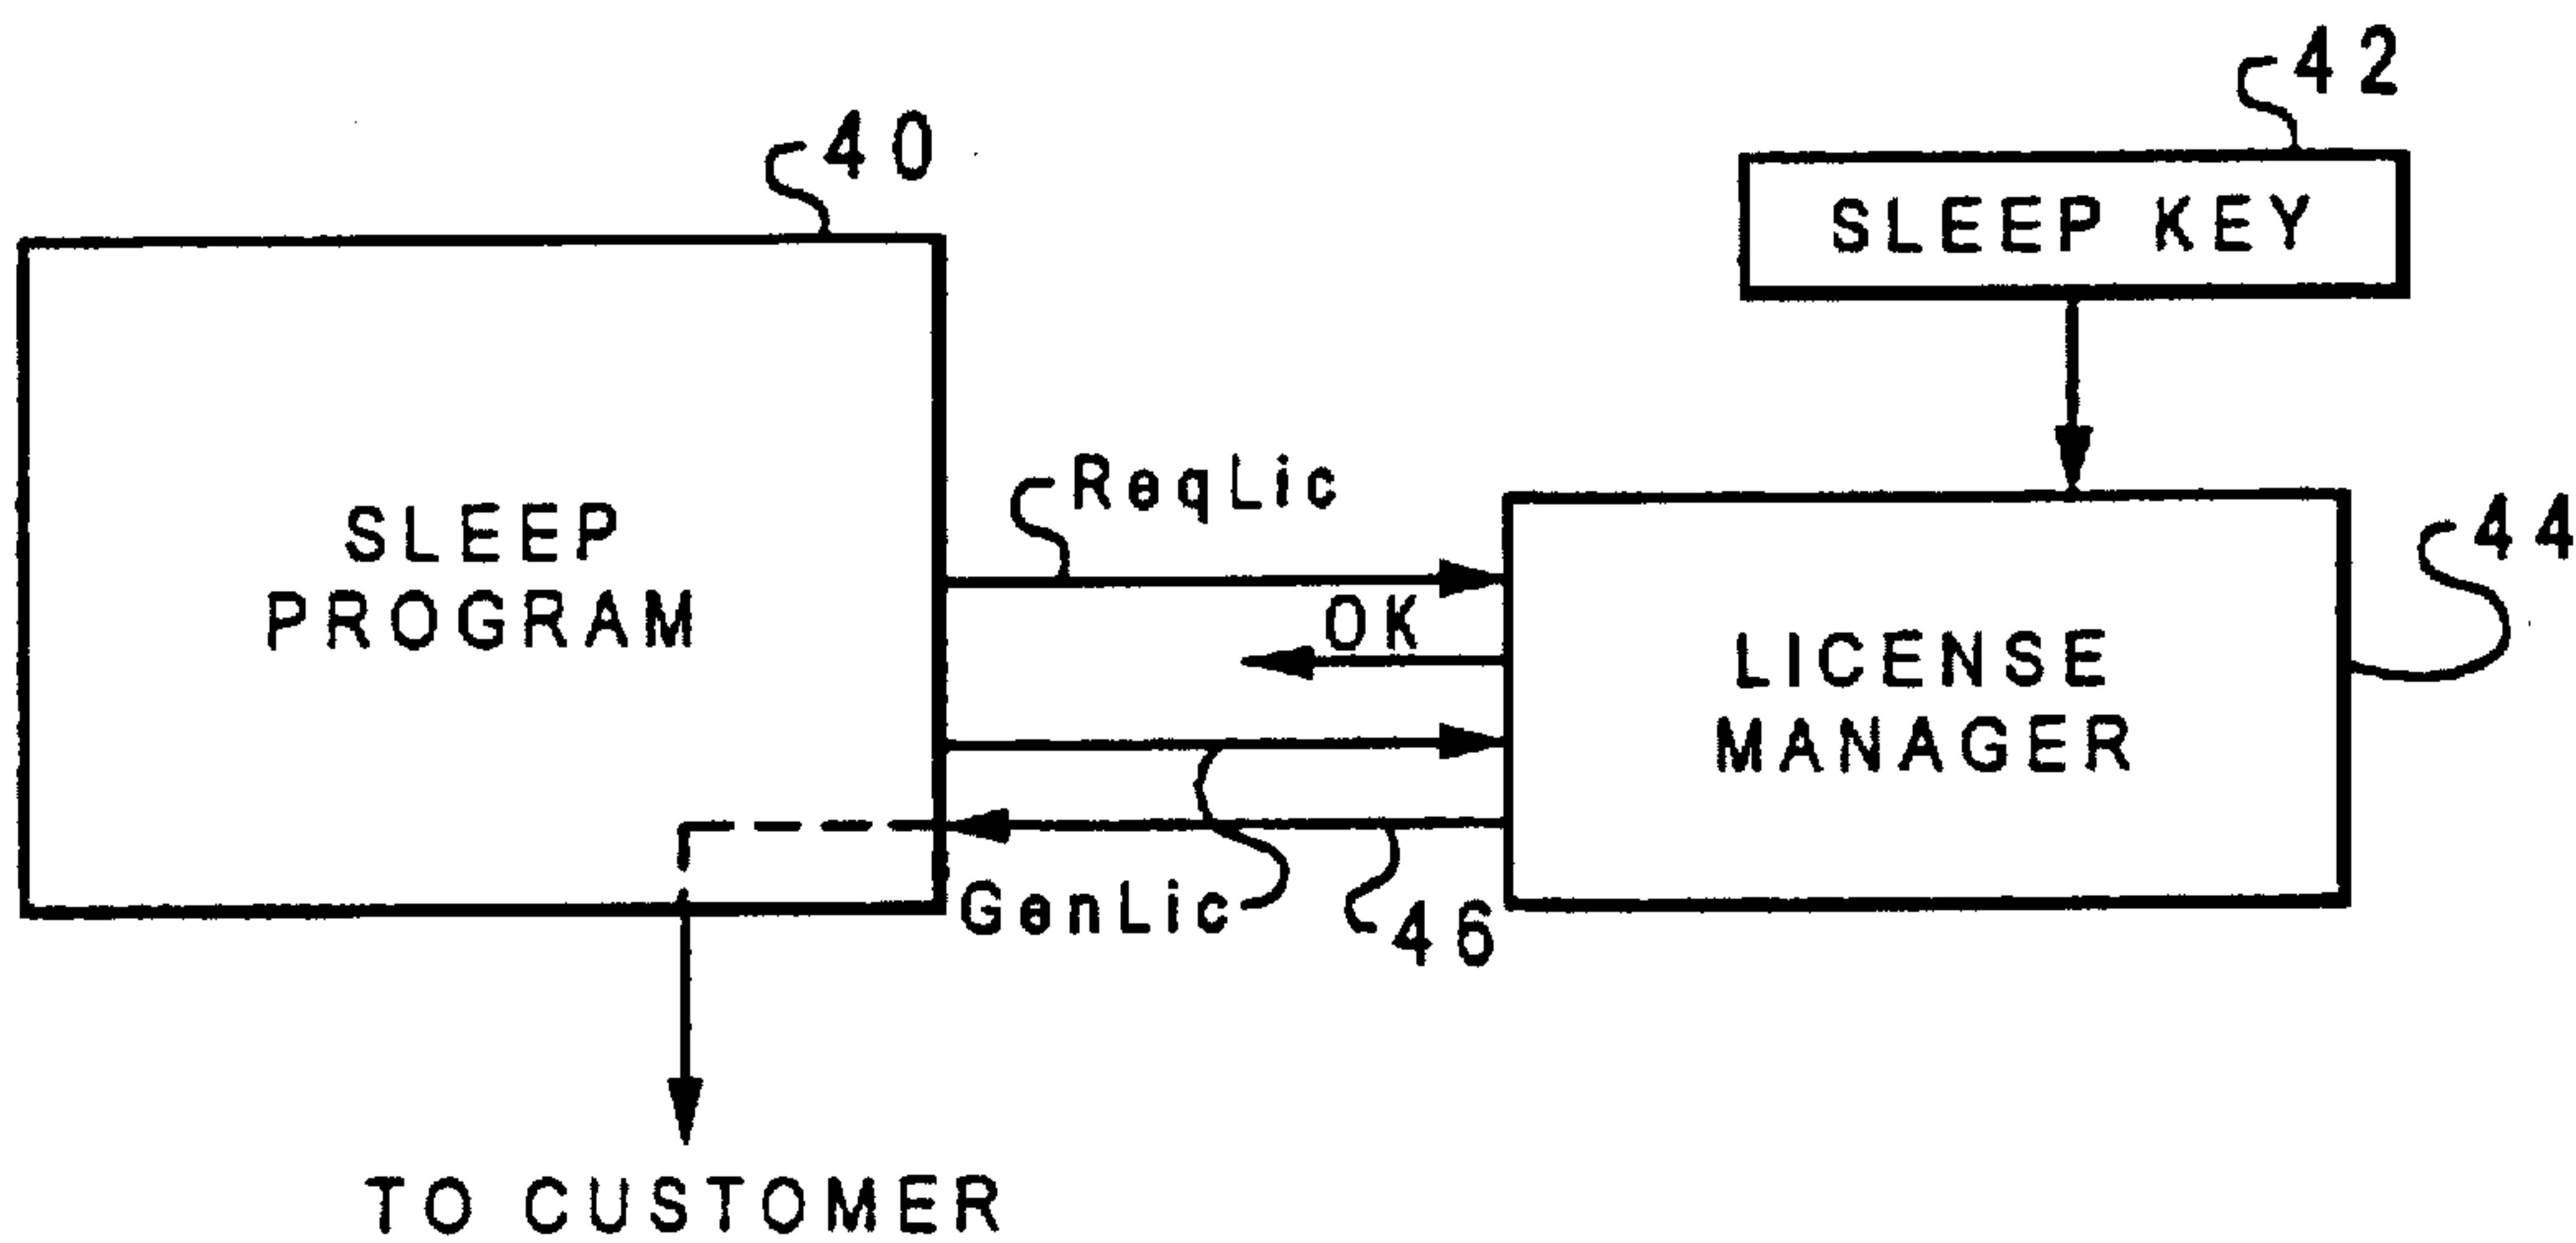 42
40
SLEEP KEY
ReqLic
44
SLEEP
PROGRAM
OK
LICENSE
MANAGER
GenLic
46
TO CUSTOMER